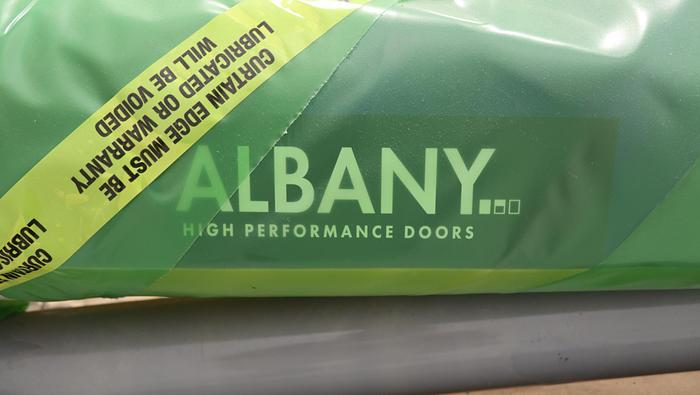 CURTAIN EDGE MUST BE
LUBRICATED OR WARRANTY
WILL BE VOIDED
ALBANY
HIGH PERFORMANCE DOORS